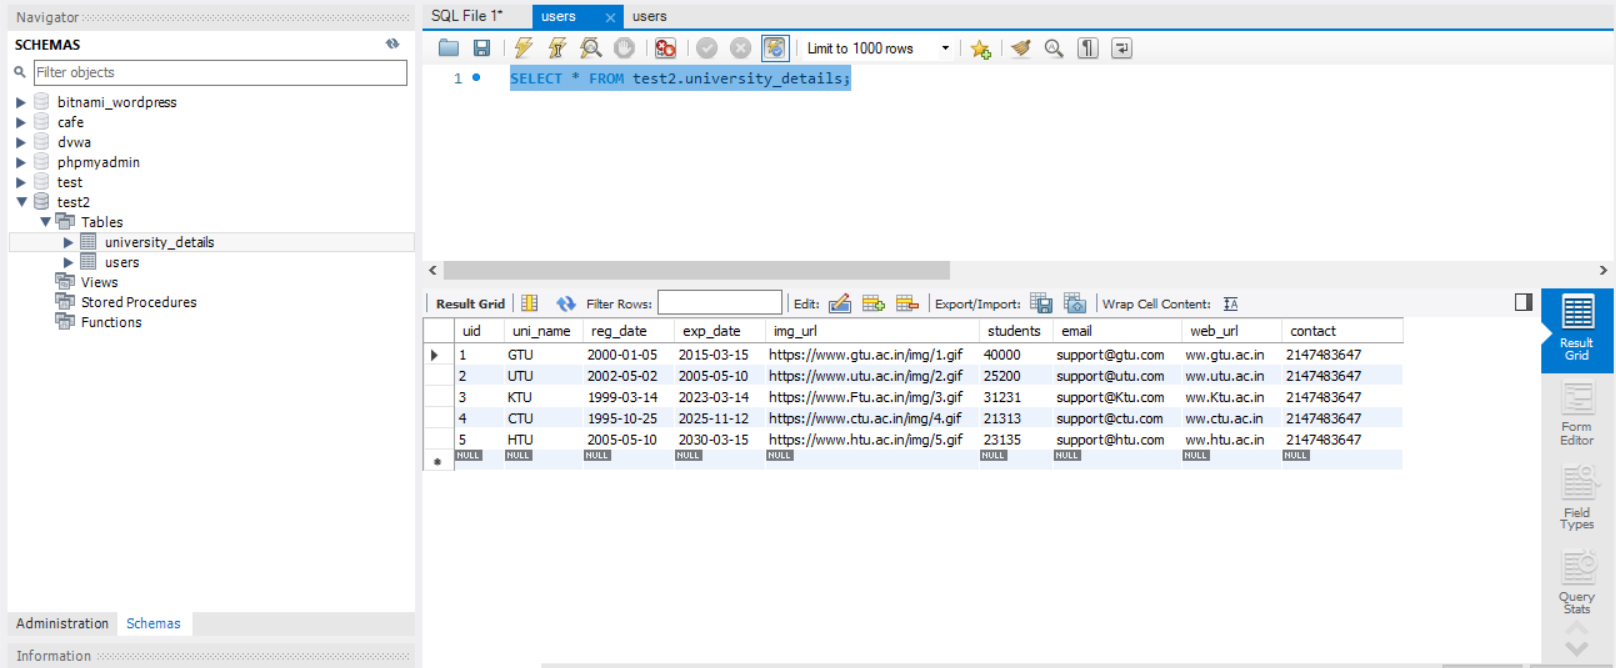 Navigator
SCHEMAS
Filter objects
bitnami_wordpress
cafe
dvwa
phpmyadmin
test
test2
Tables
university_details
users
Views
Stored Procedures
Functions
Administration Schemas
Information
SQL File 1* users users
Limit to 1000 rows
1 SELECT * FROM test2.university_details;
Result Grid Filter Rows: Edit: Export/Import: Wrap Cell Content:
uid uni_name reg_date exp_date img_url students email web_url contact
1 GTU 2000-01-05 2015-03-15 https://www.gtu.ac.in/img/1.gif 40000 support@gtu.com ww.gtu.ac.in 2147483647
2 UTU 2002-05-02 2005-05-10 https://www.utu.ac.in/img/2.gif 25200 support@utu.com ww.utu.ac.in 2147483647
3 KTU 1999-03-14 2023-03-14 https://www.Ftu.ac.in/img/3.gif 31231 support@Ktu.com ww.Ktu.ac.in 2147483647
4 CTU 1995-10-25 2025-11-12 https://www.ctu.ac.in/img/4.gif 21313 support@ctu.com ww.ctu.ac.in 2147483647
5 HTU 2005-05-10 2030-03-15 https://www.htu.ac.in/img/5.gif 23135 support@htu.com ww.htu.ac.in 2147483647
NULL NULL NULL NULL NULL NULL NULL NULL NULL
Result
Grid
Form
Editor
Field
Types
Query
Stats